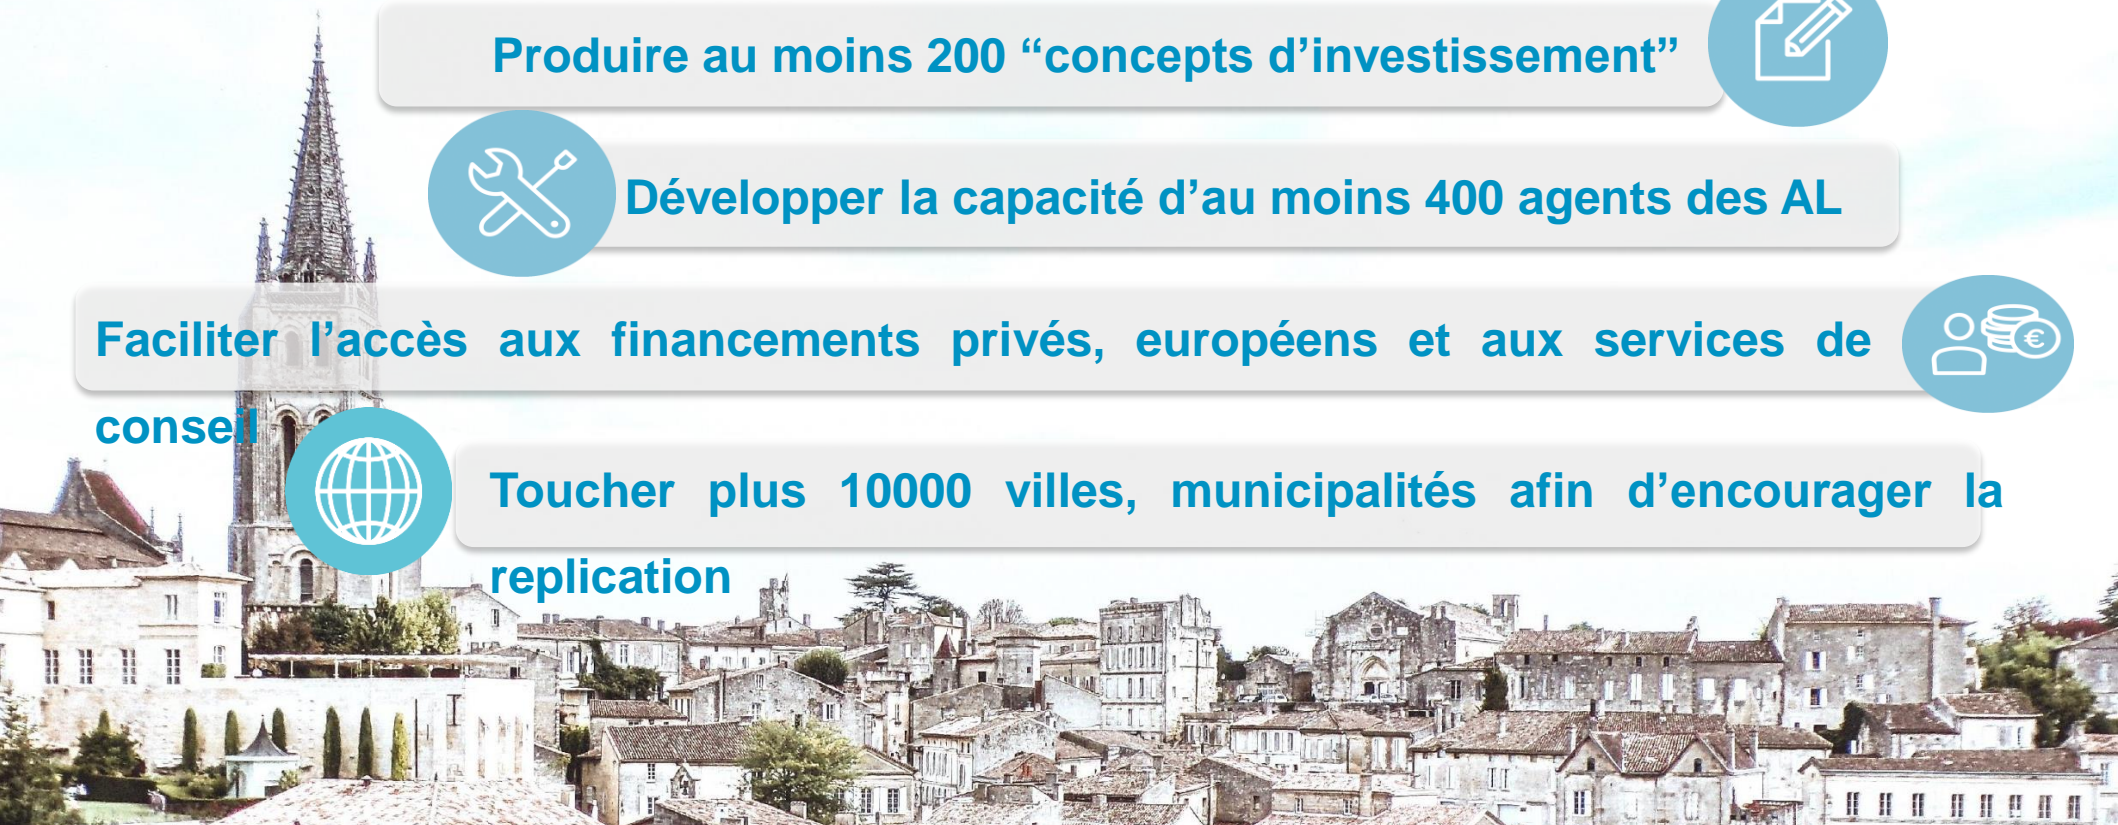 Produire au moins 200 “concepts d’investissement”
Développer la capacité d’au moins 400 agents des AL
Faciliter l’accès aux financements privés, européens et aux services de
conseil
Toucher plus 10000 villes, municipalités afin d’encourager la
replication